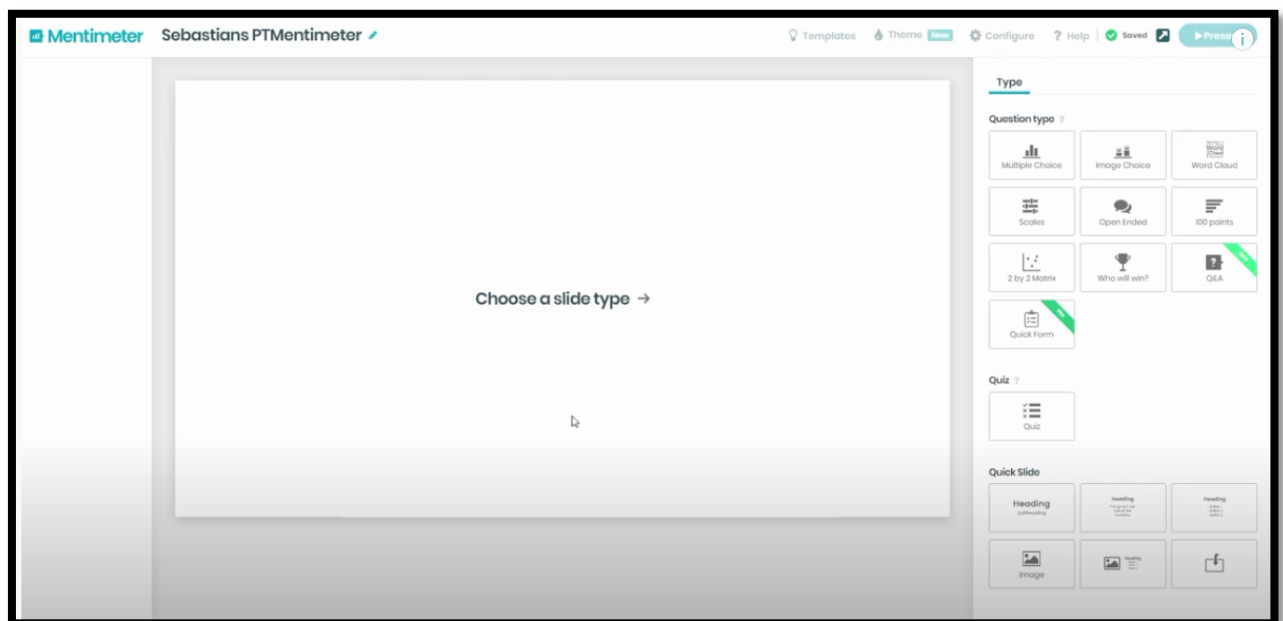 Mentimeter
Sebastians PTMentimeter
Templates
Theme New
Configure
? Help
Saved
Prese
i
Type
Question type ?
Multiple Choice
Image Choice
Word Cloud
Scales
Open Ended
100 points
2 by 2 Matrix
Who will win?
Q&A
Quick Form
Choose a slide type →
Quiz ?
Quiz
Quick Slide
Heading
subheading
Heading
Heading
Image
Heading